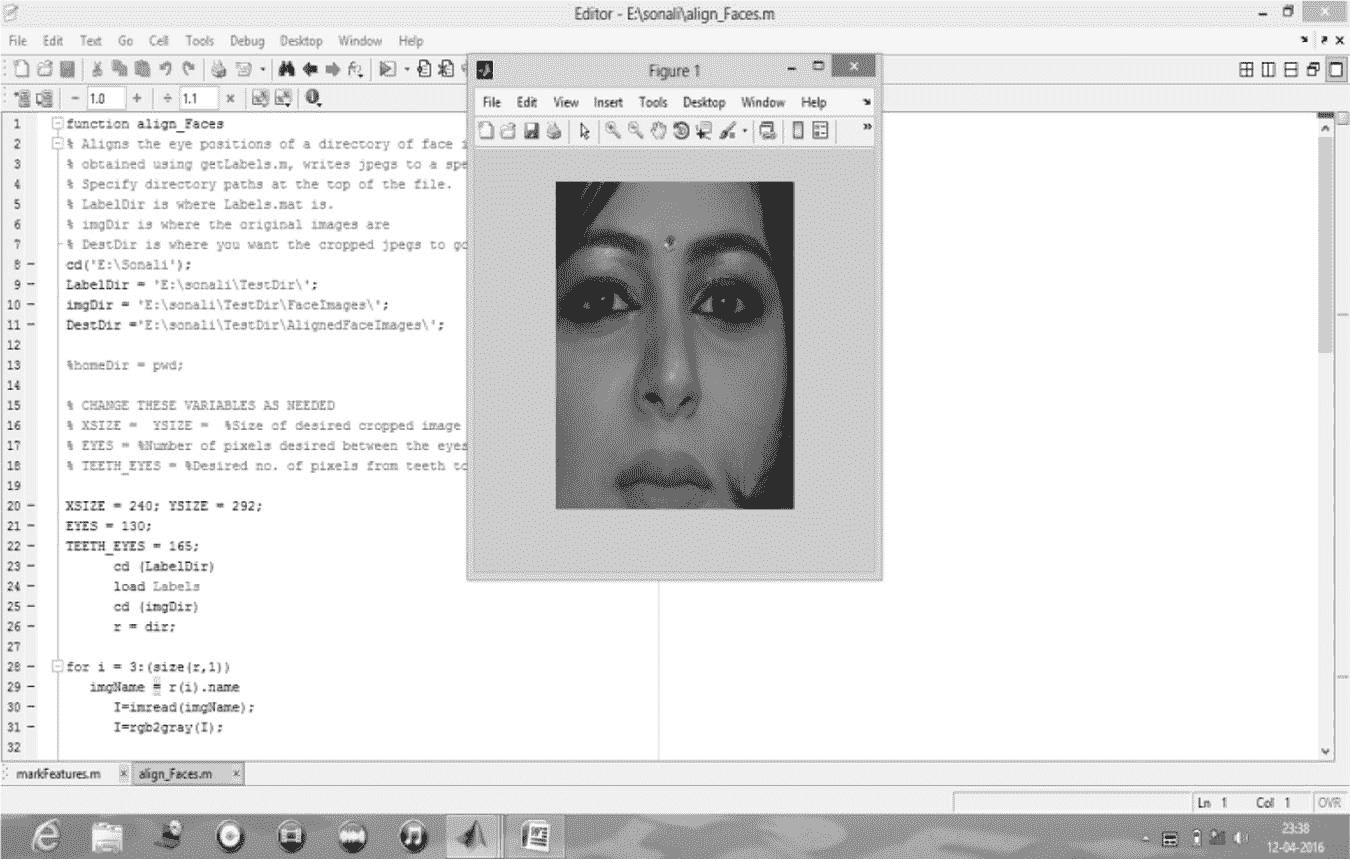 Editor - E:\sonali\align_Faces.m
File Edit Text Go Cell Tools Debug Desktop Window Help
1.0 1.1
Figure 1
File Edit View Insert Tools Desktop Window Help
1 function align_Faces
2 % Aligns the eye positions of a directory of face
3 % obtained using getLabels.m, writes jpegs to a
4 % Specify directory paths at the top of the file.
5 % LabelDir is where Labels.mat is.
6 % imgDir is where the original images are
7 % DestDir is where you want the cropped jpegs to
8 cd('E:\Sonali');
9 LabelDir = 'E:\sonali\TestDir\';
10 imgDir = 'E:\sonali\TestDir\FaceImages\';
11 DestDir ='E:\sonali\TestDir\AlignedFaceImages\';
12
13 %homeDir = pwd;
14
15 % CHANGE THESE VARIABLES AS NEEDED
16 % XSIZE = YSIZE = %Size of desired cropped image
17 % EYES = %Number of pixels desired between the eyes
18 % TEETH_EYES = %Desired no. of pixels from teeth
19
20 XSIZE = 240; YSIZE = 292;
21 EYES = 130;
22 TEETH_EYES = 165;
23 cd (LabelDir)
24 load Labels
25 cd (imgDir)
26 r = dir;
27
28 for i = 3:(size(r,1))
29 imgName = r(i).name
30 I=imread(imgName);
31 I=rgb2gray(I);
32
markFeatures.m × align_Faces.m ×
Ln 1 Col 1 OVR
23:38
12-04-2016